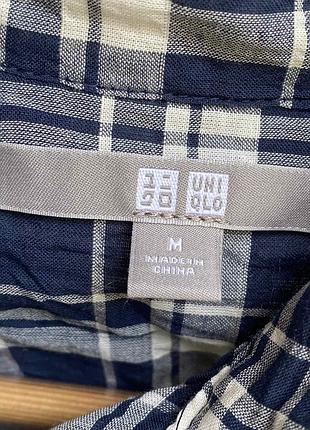 ユニ UNI
クロ QLO
M
MADE IN
CHINA